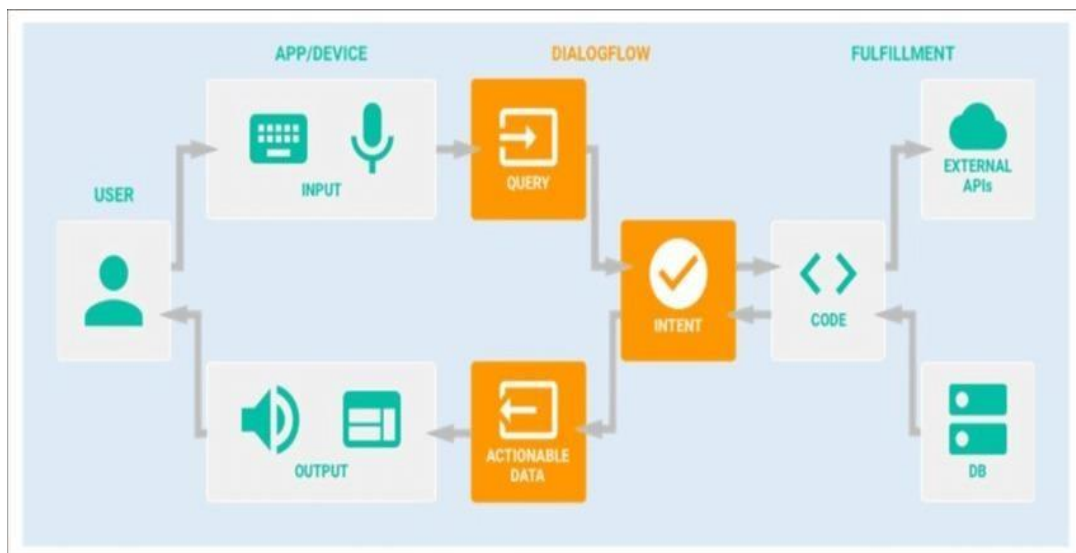 APP/DEVICE
DIALOGFLOW
FULFILLMENT
INPUT
QUERY
EXTERNAL
APIs
USER
INTENT
CODE
OUTPUT
ACTIONABLE
DATA
DB